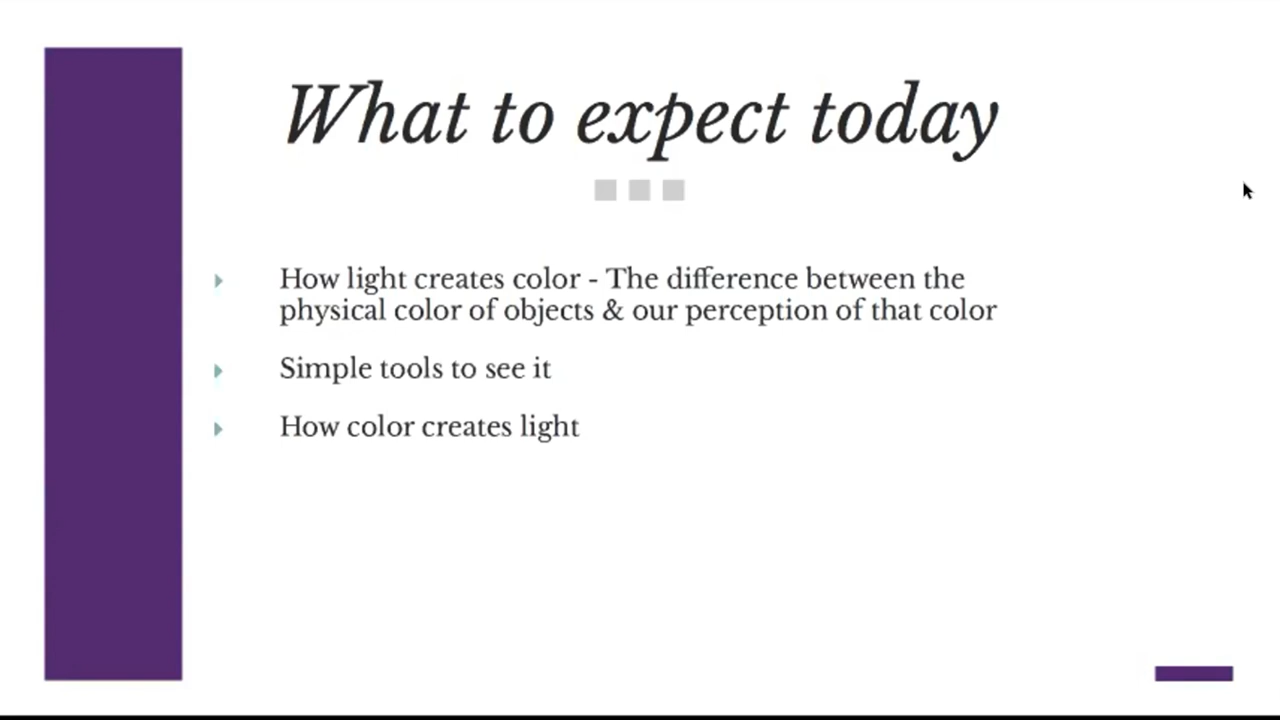 What to expect today
How light creates color - The difference between the
physical color of objects & our perception of that color
Simple tools to see it
How color creates light